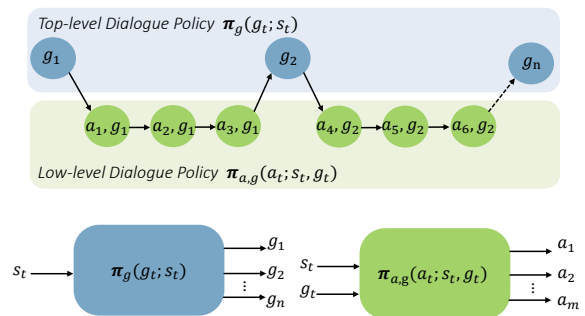 Top-level Dialogue Policy π_g(g_t; s_t)
g_1
g_2
g_n
a_1, g_1
a_2, g_1
a_3, g_1
a_4, g_2
a_5, g_2
a_6, g_2
Low-level Dialogue Policy π_{a,g}(a_t; s_t, g_t)
s_t
π_g(g_t; s_t)
g_1
g_2
⋮
g_n
s_t
g_t
π_{a,g}(a_t; s_t, g_t)
a_1
a_2
⋮
a_m